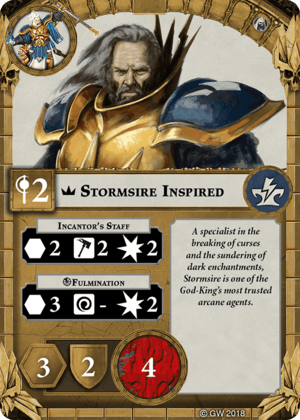 2
Stormsire Inspired
Incantor's Staff
2 2 2
Fulmination
3 - 2
A specialist in the
breaking of curses
and the sundering of
dark enchantments,
Stormsire is one of the
God-King's most trusted
arcane agents.
3 2 4
© GW 2018